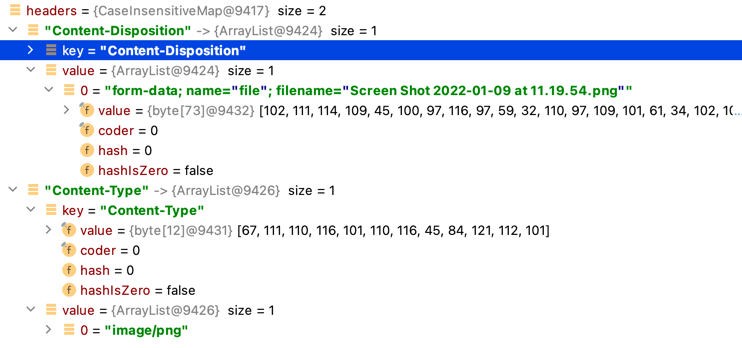 headers = {CaseInsensitiveMap@9417} size = 2
"Content-Disposition" -> {ArrayList@9424} size = 1
key = "Content-Disposition"
value = {ArrayList@9424} size = 1
0 = "form-data; name="file"; filename="Screen Shot 2022-01-09 at 11.19.54.png""
f value = {byte[73]@9432} [102, 111, 114, 109, 45, 100, 97, 116, 97, 59, 32, 110, 97, 109, 101, 61, 34, 102, 10...
f coder = 0
f hash = 0
f hashIsZero = false
"Content-Type" -> {ArrayList@9426} size = 1
key = "Content-Type"
f value = {byte[12]@9431} [67, 111, 110, 116, 101, 110, 116, 45, 84, 121, 112, 101]
f coder = 0
f hash = 0
f hashIsZero = false
value = {ArrayList@9426} size = 1
0 = "image/png"